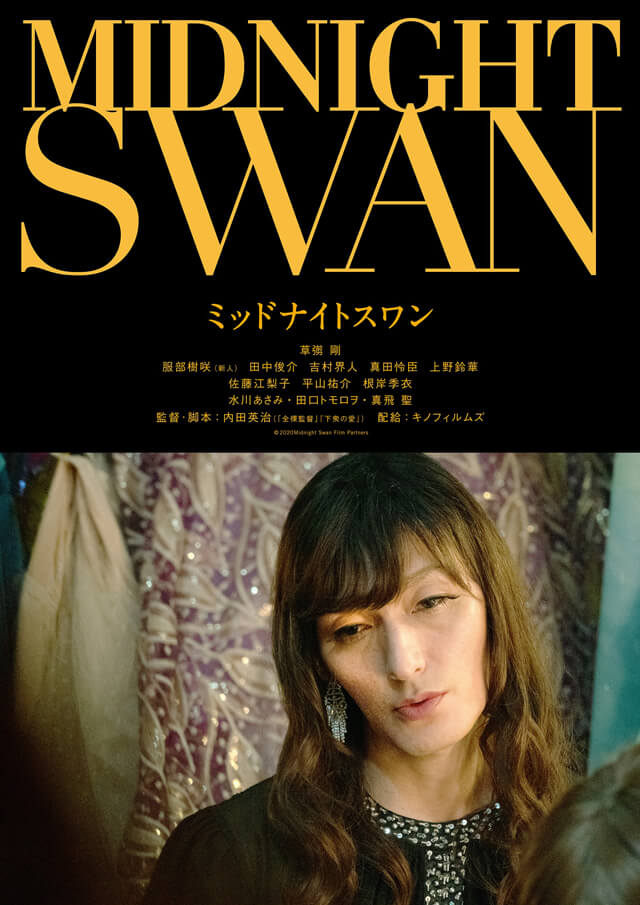 MIDNIGHT
SWAN
ミッドナイトスワン
草彅 剛
服部樹咲(新人) 田中俊介 吉村界人 真田怜臣 上野鈴華
佐藤江梨子 平山祐介 根岸季衣
水川あさみ・田口トモロヲ・真飛 聖
監督・脚本:内田英治(「全裸監督」「下衆の愛」) 配給:キノフィルムズ
©2020Midnight Swan Film Partners